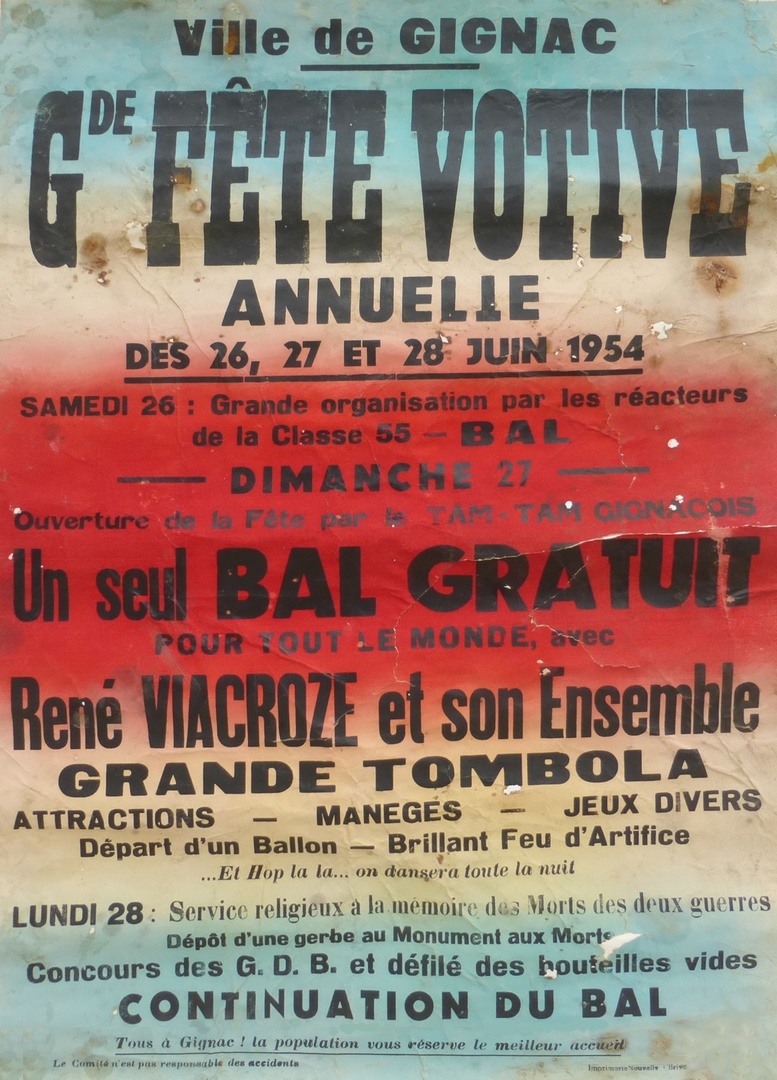 Ville de GIGNAC
GDE FÊTE VOTIVE
ANNUELLE
DES 26, 27 ET 28 JUIN 1954
SAMEDI 26 : Grande organisation par les réacteurs
de la Classe 55 — BAL
— DIMANCHE 27 —
Ouverture de la Fête par le TAM-TAM GIGNACOIS
Un seul BAL GRATUIT
POUR TOUT LE MONDE, avec
René VIACROZE et son Ensemble
GRANDE TOMBOLA
ATTRACTIONS — MANEGES — JEUX DIVERS
Départ d'un Ballon — Brillant Feu d'Artifice
...Et Hop la la... on dansera toute la nuit
LUNDI 28 : Service religieux à la mémoire des Morts des deux guerres
Dépôt d'une gerbe au Monument aux Morts
Concours des G. D. B. et défilé des bouteilles vides
CONTINUATION DU BAL
Tous à Gignac ! la population vous réserve le meilleur accueil
Le Comité n'est pas responsable des accidents
Imprimerie Nouvelle - Brive